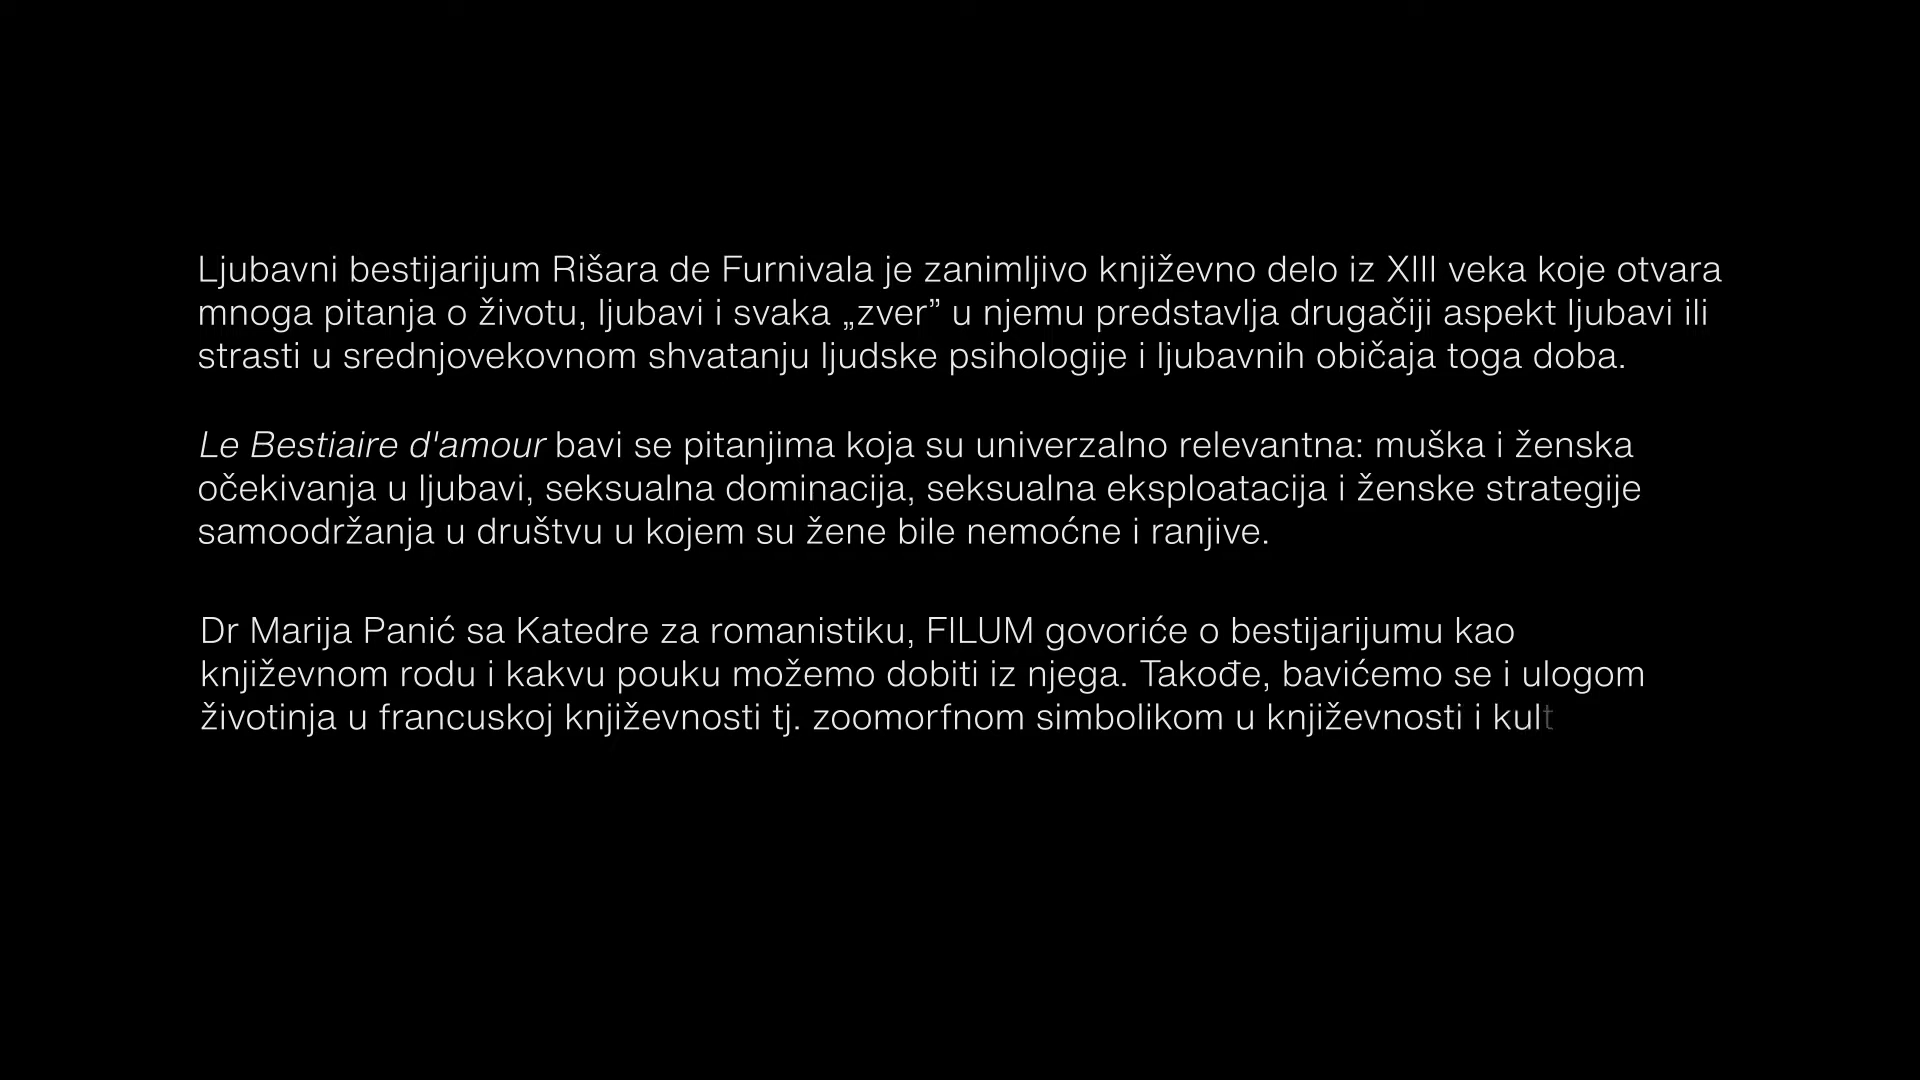 Ljubavni bestijarijum Rišara de Furnivala je zanimljivo književno delo iz XIII veka koje otvara
mnoga pitanja o životu, ljubavi i svaka „zver” u njemu predstavlja drugačiji aspekt ljubavi ili
strasti u srednjovekovnom shvatanju ljudske psihologije i ljubavnih običaja toga doba.
Le Bestiaire d'amour bavi se pitanjima koja su univerzalno relevantna: muška i ženska
očekivanja u ljubavi, seksualna dominacija, seksualna eksploatacija i ženske strategije
samoodržanja u društvu u kojem su žene bile nemoćne i ranjive.
Dr Marija Panić sa Katedre za romanistiku, FILUM govoriće o bestijarijumu kao
književnom rodu i kakvu pouku možemo dobiti iz njega. Takođe, bavićemo se i ulogom
životinja u francuskoj književnosti tj. zoomorfnom simbolikom u književnosti i kult